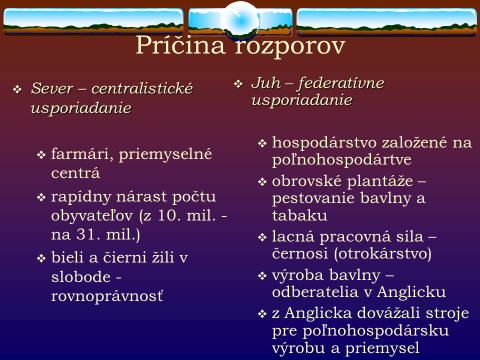 Príčina rozporov
Sever – centralistické
usporiadanie
farmári, priemyselné
centrá
rapídny nárast počtu
obyvateľov (z 10. mil. -
na 31. mil.)
bieli a čierni žili v
slobode -
rovnoprávnosť
Juh – federatívne
usporiadanie
hospodárstvo založené na
poľnohospodártve
obrovské plantáže –
pestovanie bavlny a
tabaku
lacná pracovná sila –
černosi (otrokárstvo)
výroba bavlny –
odberatelia v Anglicku
z Anglicka dovážali stroje
pre poľnohospodársku
výrobu a priemysel